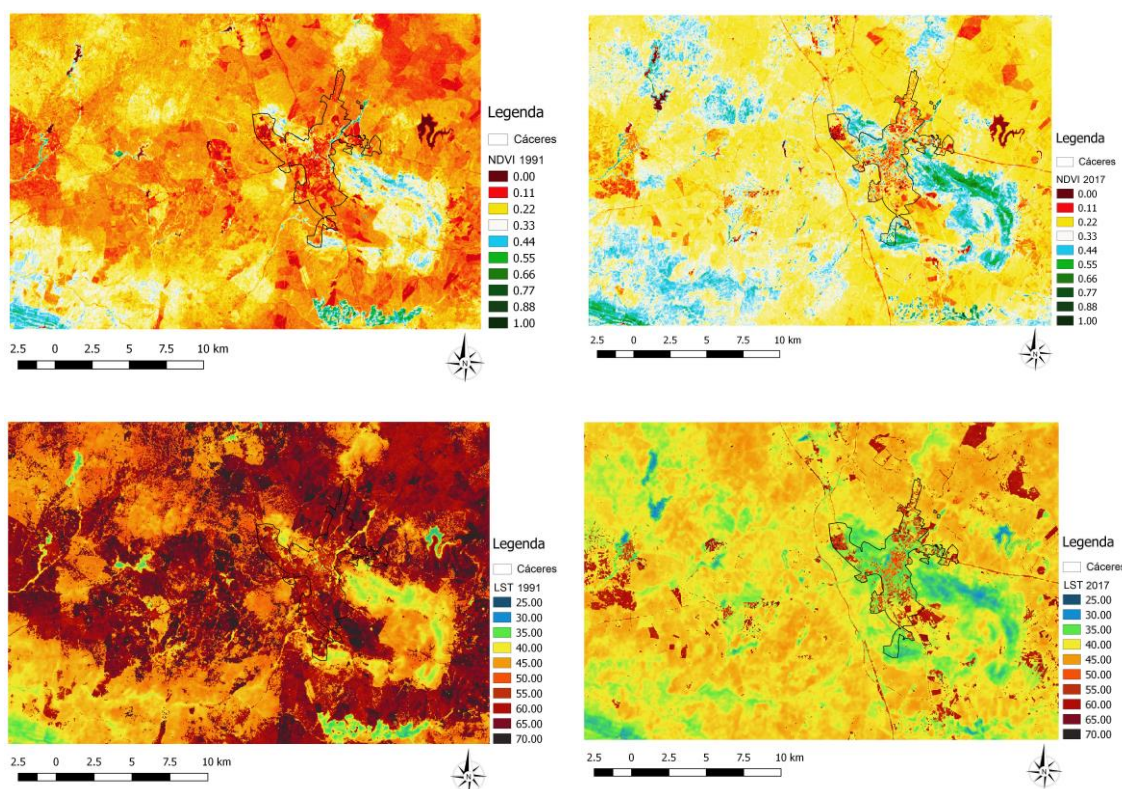 Legenda
Cáceres
NDVI 1991
0.00
0.11
0.22
0.33
0.44
0.55
0.66
0.77
0.88
1.00
2.5 0 2.5 5 7.5 10 km
N
Legenda
Cáceres
NDVI 2017
0.00
0.11
0.22
0.33
0.44
0.55
0.66
0.77
0.88
1.00
2.5 0 2.5 5 7.5 10 km
N
Legenda
Cáceres
LST 1991
25.00
30.00
35.00
40.00
45.00
50.00
55.00
60.00
65.00
70.00
2.5 0 2.5 5 7.5 10 km
N
Legenda
Cáceres
LST 2017
25.00
30.00
35.00
40.00
45.00
50.00
55.00
60.00
65.00
70.00
2.5 0 2.5 5 7.5 10 km
N